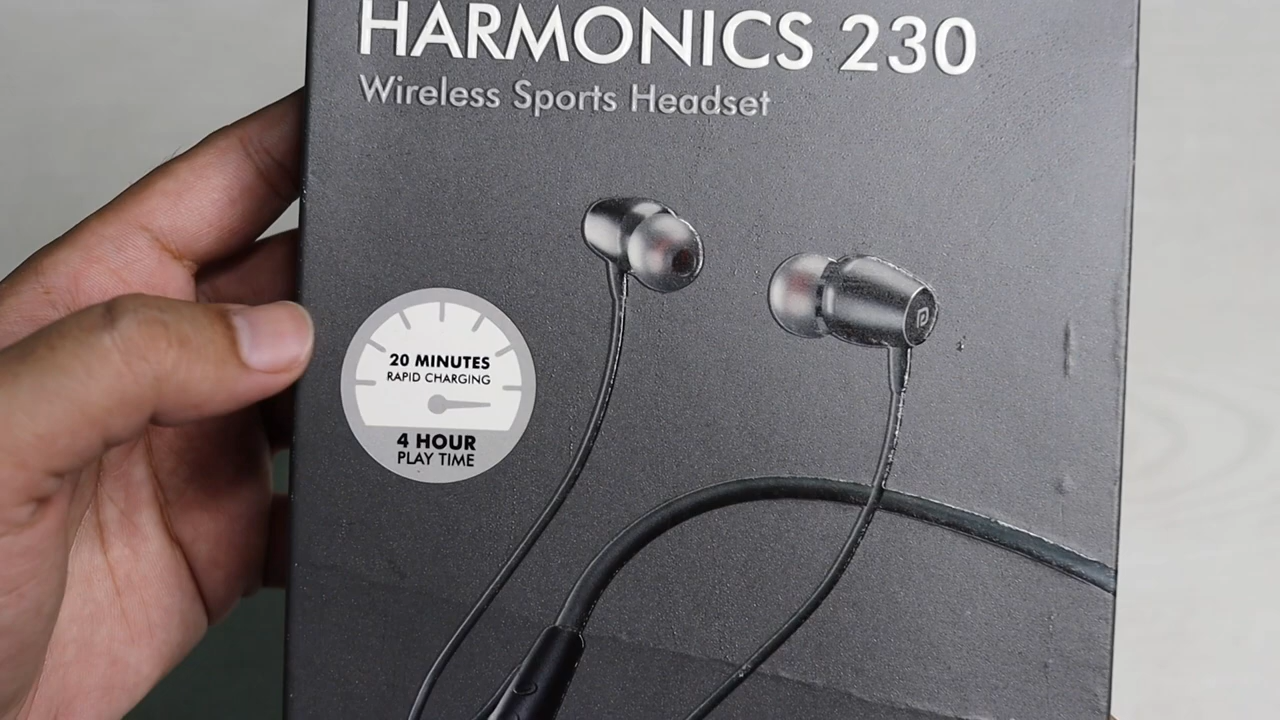 HARMONICS 230
Wireless Sports Headset
20 MINUTES
RAPID CHARGING
4 HOUR
PLAY TIME